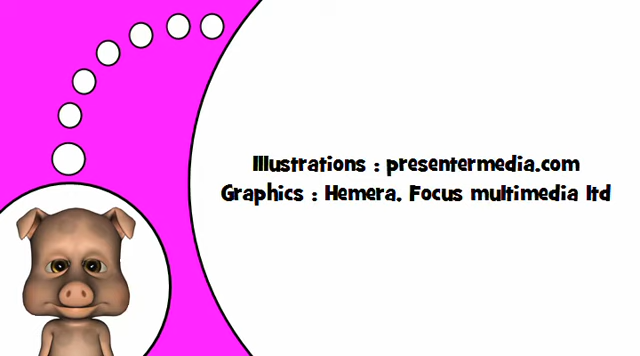 Illustrations : presentermedia.com
Graphics : Hemera. Focus multimedia ltd